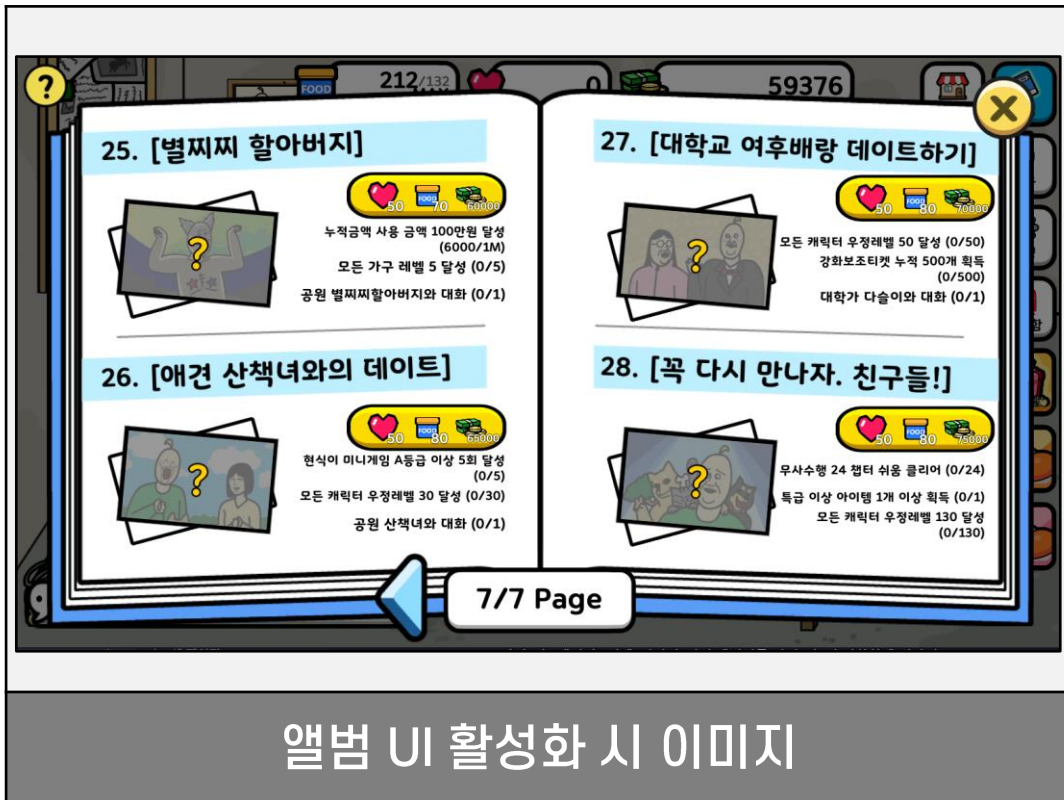 ?
FOOD
212/132
0
59376
25. [별찌찌 할아버지]
50 FOOD 70 60000
?
누적금액 사용 금액 100만원 달성
(6000/1M)
모든 가구 레벨 5 달성 (0/5)
공원 별찌찌할아버지와 대화 (0/1)
26. [애견 산책녀와의 데이트]
50 FOOD 80 65000
?
현식이 미니게임 A등급 이상 5회 달성
(0/5)
모든 캐릭터 우정레벨 30 달성 (0/30)
공원 산책녀와 대화 (0/1)
27. [대학교 여후배랑 데이트하기]
50 FOOD 80 70000
?
모든 캐릭터 우정레벨 50 달성 (0/50)
강화보조티켓 누적 500개 획득
(0/500)
대학가 다슬이와 대화 (0/1)
28. [꼭 다시 만나자. 친구들!]
50 FOOD 80 75000
?
무사수행 24 챕터 쉬움 클리어 (0/24)
특급 이상 아이템 1개 이상 획득 (0/1)
모든 캐릭터 우정레벨 130 달성
(0/130)
7/7 Page
앨범 UI 활성화 시 이미지